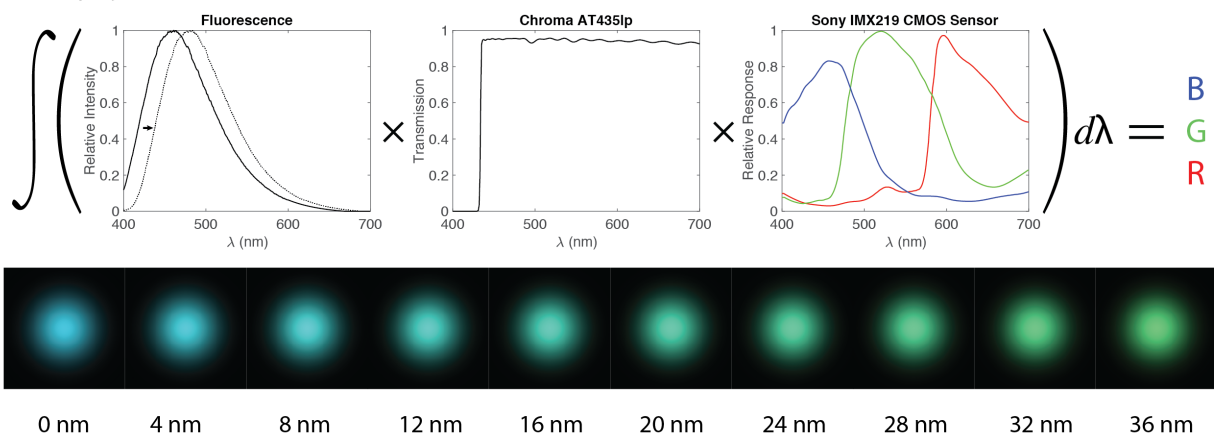 Fluorescence
Relative Intensity
1
0.8
0.6
0.4
0.2
0
400 500 600 700
λ (nm)
×
Chroma AT435lp
Transmission
1
0.8
0.6
0.4
0.2
0
400 500 600 700
λ (nm)
×
Sony IMX219 CMOS Sensor
Relative Response
1
0.8
0.6
0.4
0.2
0
400 500 600 700
λ (nm)
∫ ( ) dλ =
B
G
R
0 nm 4 nm 8 nm 12 nm 16 nm 20 nm 24 nm 28 nm 32 nm 36 nm